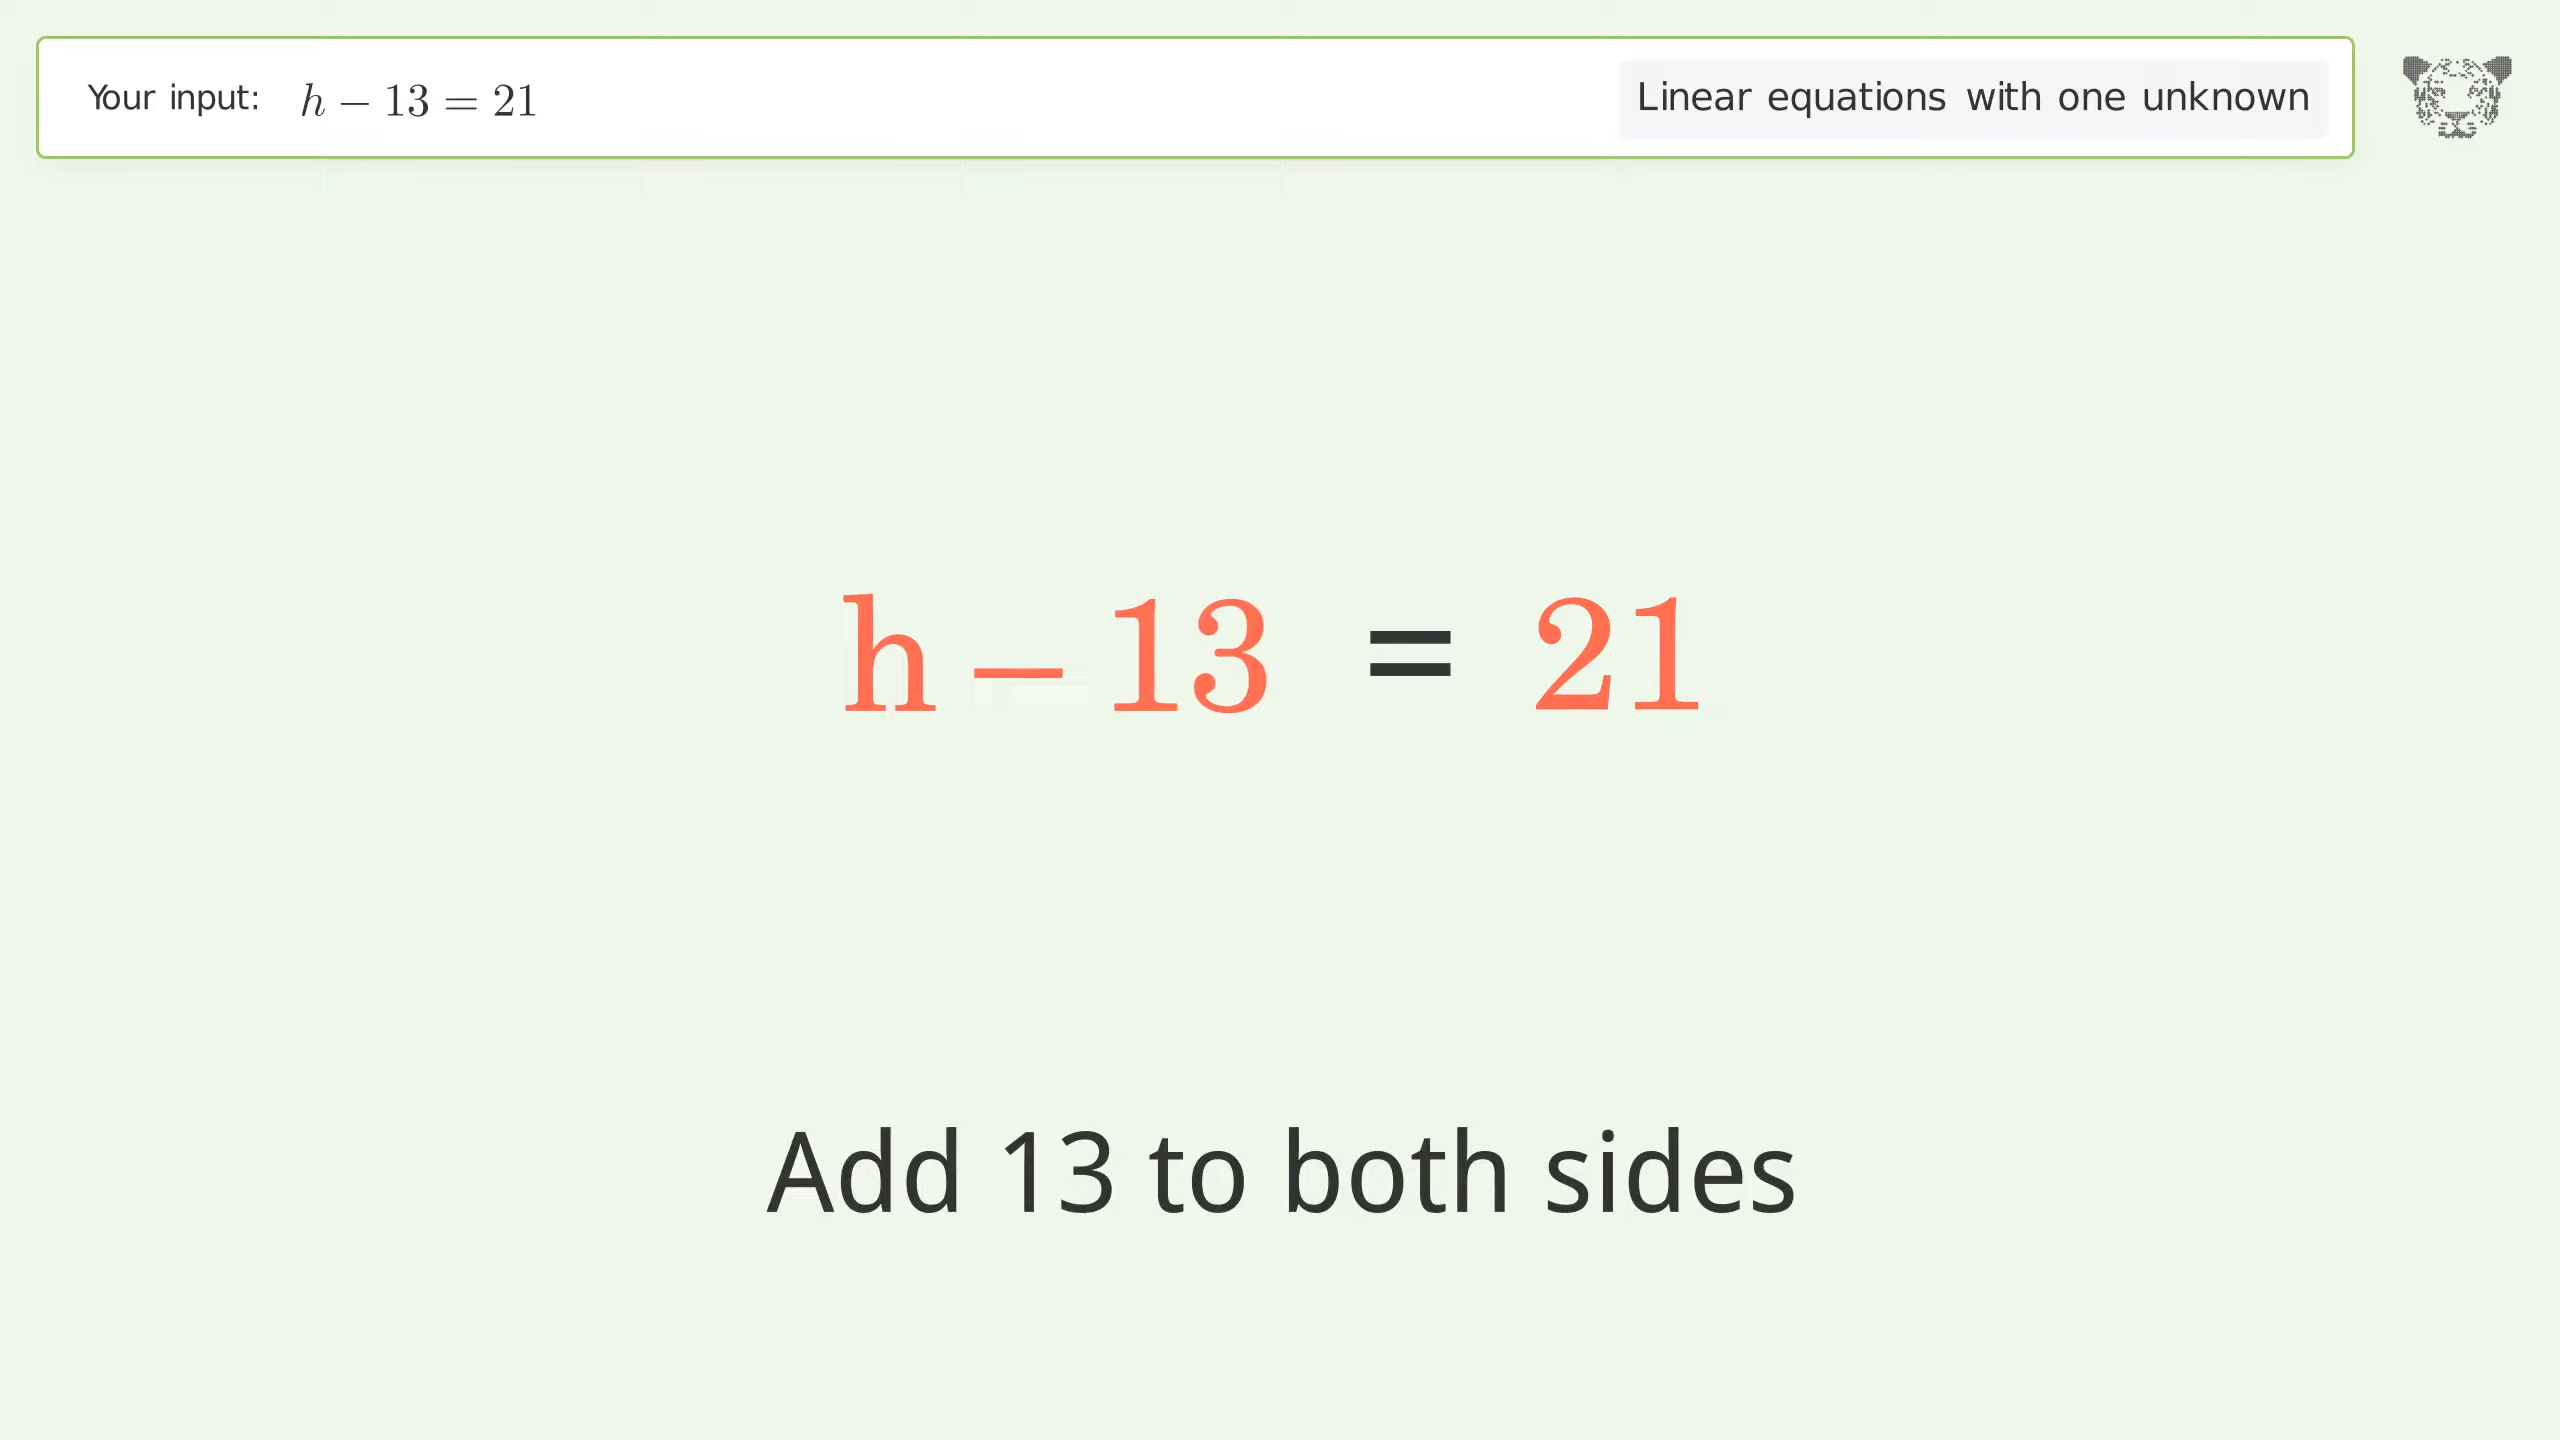 Your input: h − 13 = 21 Linear equations with one unknown
h − 13 = 21
Add 13 to both sides